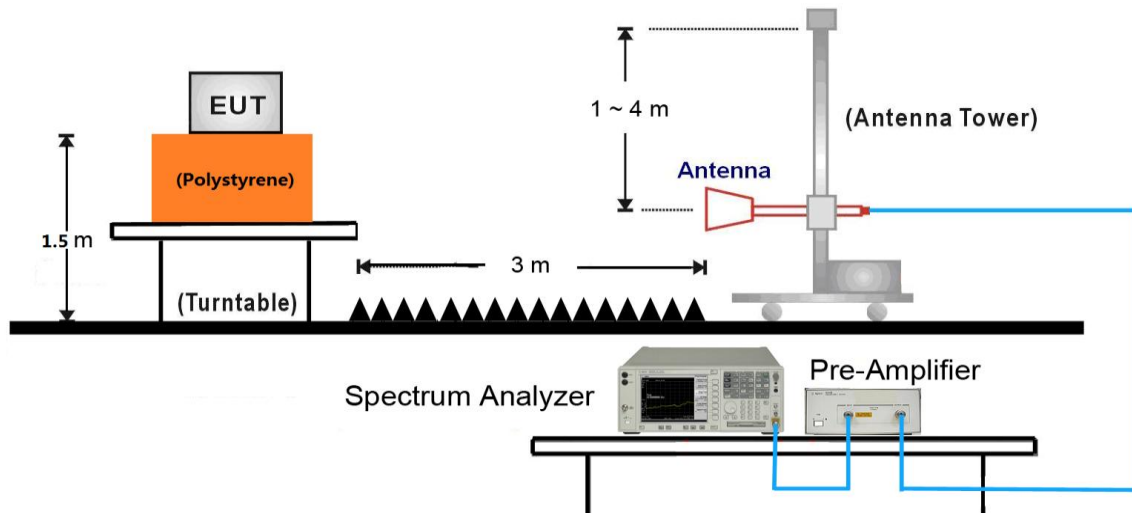 EUT
(Polystyrene)
1.5 m
(Turntable)
3 m
1 ~ 4 m
(Antenna Tower)
Antenna
Spectrum Analyzer
Pre-Amplifier